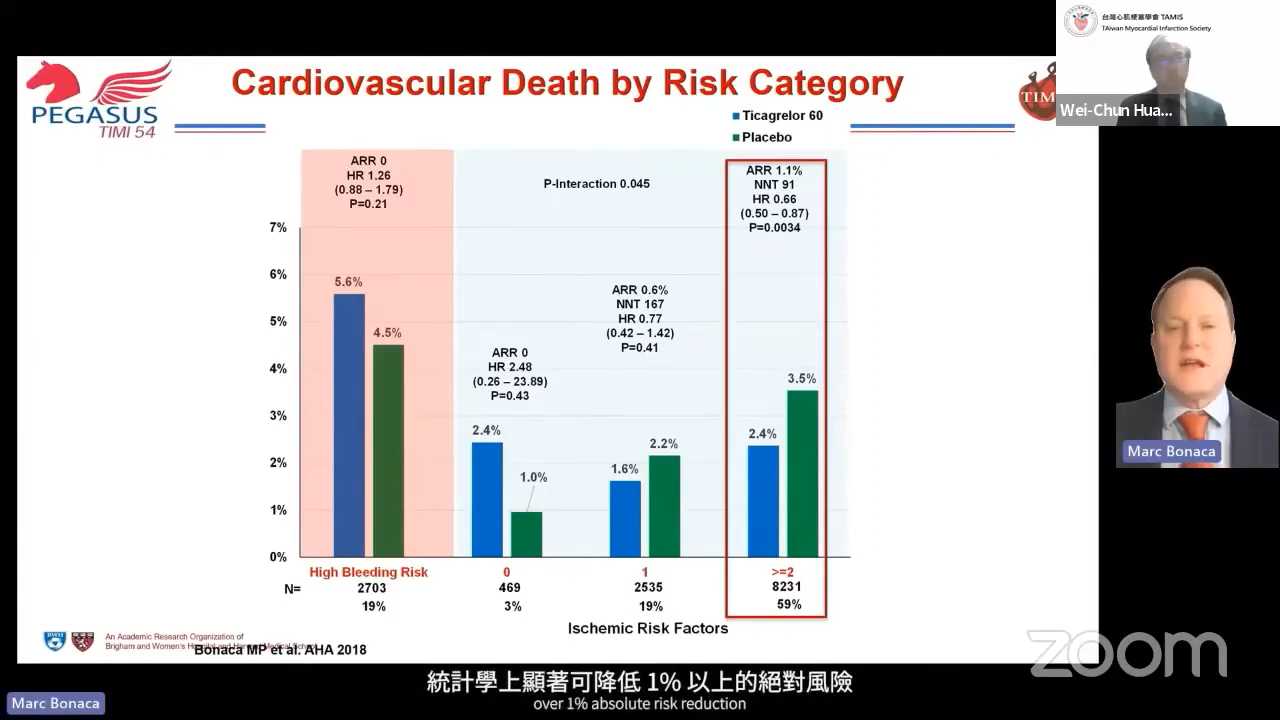 台灣心肌梗塞學會 TAMIS
TAiwan Myocardial Infarction Society
Wei-Chun Hua...
PEGASUS
TIMI 54
Cardiovascular Death by Risk Category
TIM
Ticagrelor 60
Placebo
ARR 0
HR 1.26
(0.88 – 1.79)
P=0.21
P-Interaction 0.045
ARR 1.1%
NNT 91
HR 0.66
(0.50 – 0.87)
P=0.0034
7%
6%
5%
4%
3%
2%
1%
0%
5.6%
4.5%
ARR 0
HR 2.48
(0.26 – 23.89)
P=0.43
2.4%
1.0%
ARR 0.6%
NNT 167
HR 0.77
(0.42 – 1.42)
P=0.41
1.6%
2.2%
2.4%
3.5%
High Bleeding Risk 0 1 >=2
N= 2703 469 2535 8231
19% 3% 19% 59%
Ischemic Risk Factors
An Academic Research Organization of
Brigham and Women's Hospital and Harvard Medical School
Bonaca MP et al. AHA 2018
Marc Bonaca
zoom
統計學上顯著可降低 1% 以上的絕對風險
over 1% absolute risk reduction
Marc Bonaca